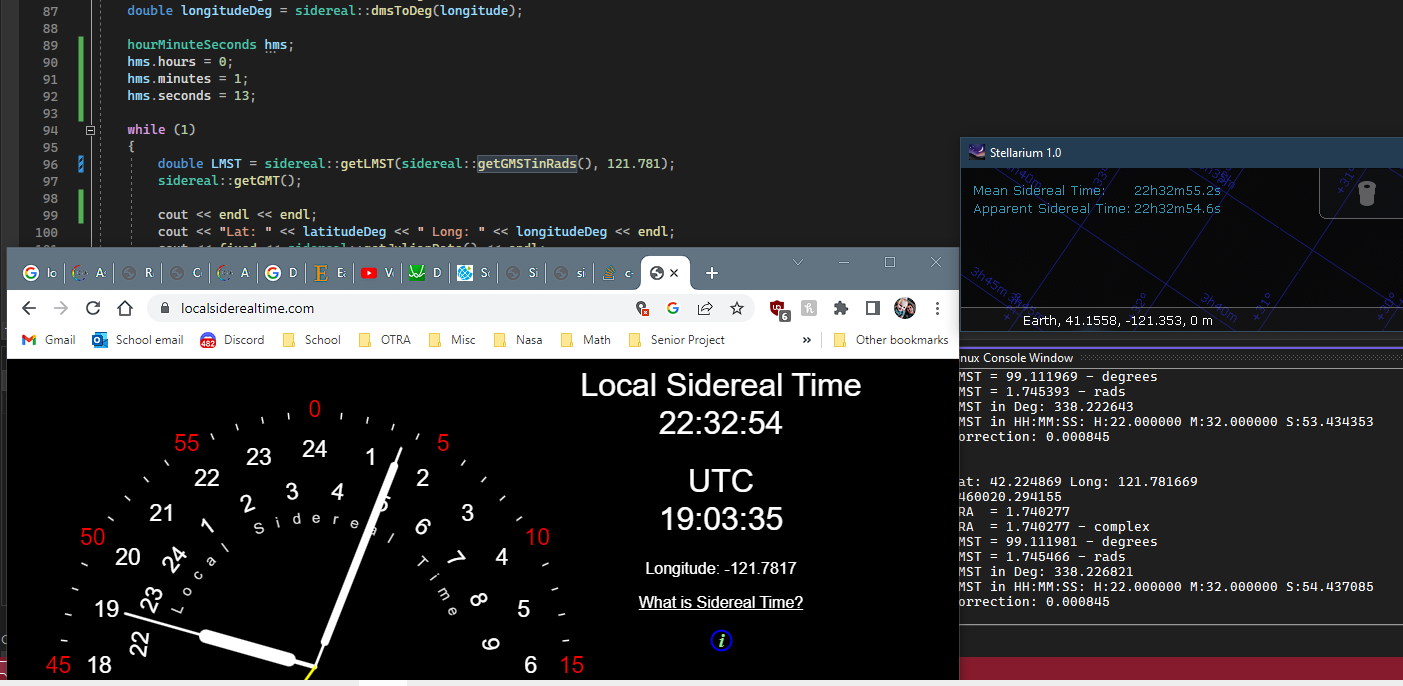 87 double longitudeDeg = sidereal::dmsToDeg(longitude);
88
89 hourMinuteSeconds hms;
90 hms.hours = 0;
91 hms.minutes = 1;
92 hms.seconds = 13;
93
94 while (1)
95 {
96 double LMST = sidereal::getLMST(sidereal::getGMSTinRads(), 121.781);
97 sidereal::getGMT();
98
99 cout << endl << endl;
100 cout << "Lat: " << latitudeDeg << " Long: " << longitudeDeg << endl;
Stellarium 1.0
Mean Sidereal Time: 22h32m55.2s
Apparent Sidereal Time: 22h32m54.6s
3h45m
3h40m
Earth, 41.1558, -121.353, 0 m
localsiderealtime.com
6
Gmail
School email
482
Discord
School
OTRA
Misc
Nasa
Math
Senior Project
»
Other bookmarks
Local Sidereal Time
22:32:54
UTC
19:03:35
Longitude: -121.7817
What is Sidereal Time?
i
0
55
5
50
10
45
15
24
23
22
21
20
19
18
1
2
3
4
5
6
Local Sidereal Time
22
23
24
1
2
3
4
5
6
7
8
9
nux Console Window
MST = 99.111969 - degrees
MST = 1.745393 - rads
MST in Deg: 338.222643
MST in HH:MM:SS: H:22.000000 M:32.000000 S:53.434353
orrection: 0.000845
at: 42.224869 Long: 121.781669
460020.294155
RA = 1.740277
RA = 1.740277 - complex
MST = 99.111981 - degrees
MST = 1.745466 - rads
MST in Deg: 338.226821
MST in HH:MM:SS: H:22.000000 M:32.000000 S:54.437085
orrection: 0.000845